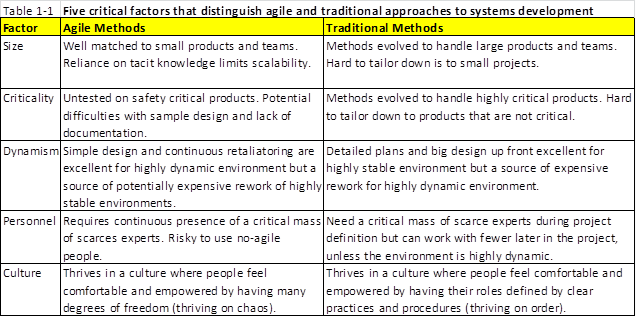 Table 1-1 Five critical factors that distinguish agile and traditional approaches to systems development
Factor Agile Methods Traditional Methods
Size Well matched to small products and teams. Methods evolved to handle large products and teams.
Reliance on tacit knowledge limits scalability. Hard to tailor down is to small projects.
Criticality Untested on safety critical products. Potential Methods evolved to handle highly critical products. Hard
difficulties with sample design and lack of to tailor down to products that are not critical.
documentation.
Dynamism Simple design and continuous retaliatoring are Detailed plans and big design up front excellent for
excellent for highly dynamic environment but a highly stable environment but a source of expensive
source of potentially expensive rework of highly rework for highly dynamic environment.
stable environments.
Personnel Requires continuous presence of a critical mass Need a critical mass of scarce experts during project
of scarces experts. Risky to use no-agile definition but can work with fewer later in the project,
people. unless the environment is highly dynamic.
Culture Thrives in a culture where people feel Thrives in a culture where people feel comfortable and
comfortable and empowered by having many empowered by having their roles defined by clear
degrees of freedom (thriving on chaos). practices and procedures (thriving on order).